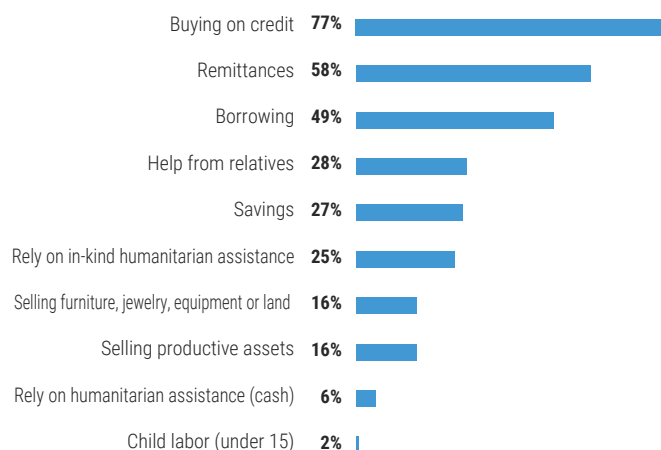 Buying on credit 77%
Remittances 58%
Borrowing 49%
Help from relatives 28%
Savings 27%
Rely on in-kind humanitarian assistance 25%
Selling furniture, jewelry, equipment or land 16%
Selling productive assets 16%
Rely on humanitarian assistance (cash) 6%
Child labor (under 15) 2%